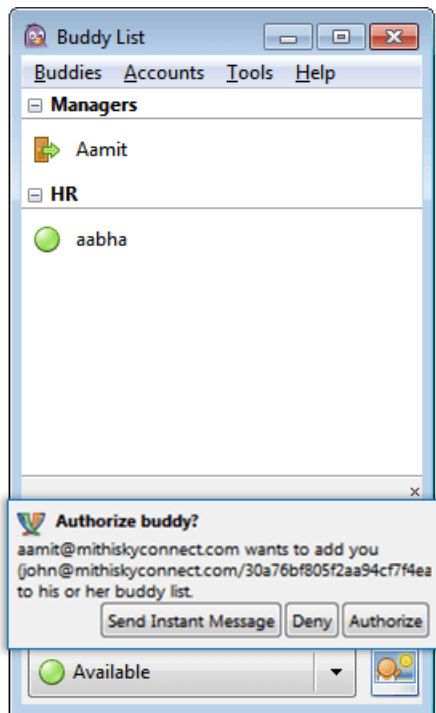 Buddy List
Buddies Accounts Tools Help
Managers
Aamit
HR
aabha
Authorize buddy?
aamit@mithiskyconnect.com wants to add you
(john@mithiskyconnect.com/30a76bf805f2aa94cf7f4ea
to his or her buddy list.
Send Instant Message Deny Authorize
Available